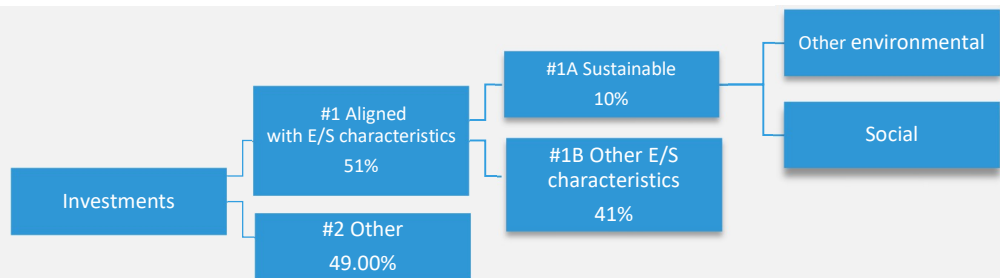 Investments
#1 Aligned
with E/S characteristics
51%
#2 Other
49.00%
#1A Sustainable
10%
#1B Other E/S
characteristics
41%
Other environmental
Social